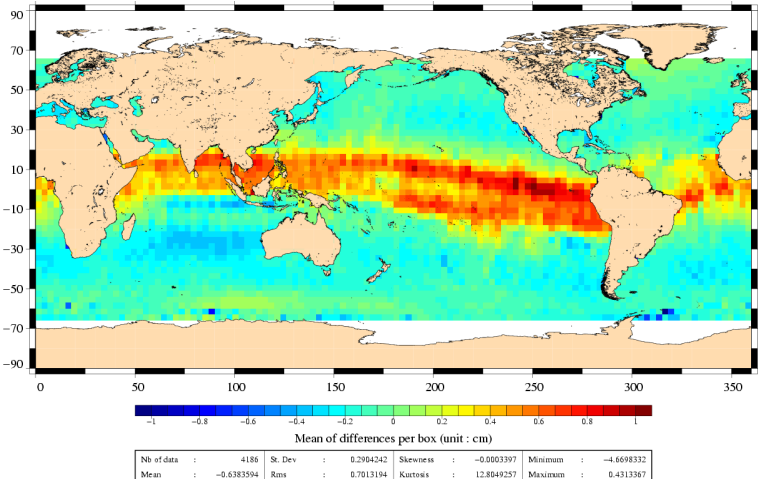 90
70
50
30
10
−10
−30
−50
−70
−90
0 50 100 150 200 250 300 350
−1 −0.8 −0.6 −0.4 −0.2 0 0.2 0.4 0.6 0.8 1
Mean of differences per box (unit : cm)
Nb of data : 4186 St. Dev : 0.2904242 Skewness : −0.0003397 Minimum : −4.6698332
Mean : −0.6383594 Rms : 0.7013194 Kurtosis : 12.8049257 Maximum : 0.4313367